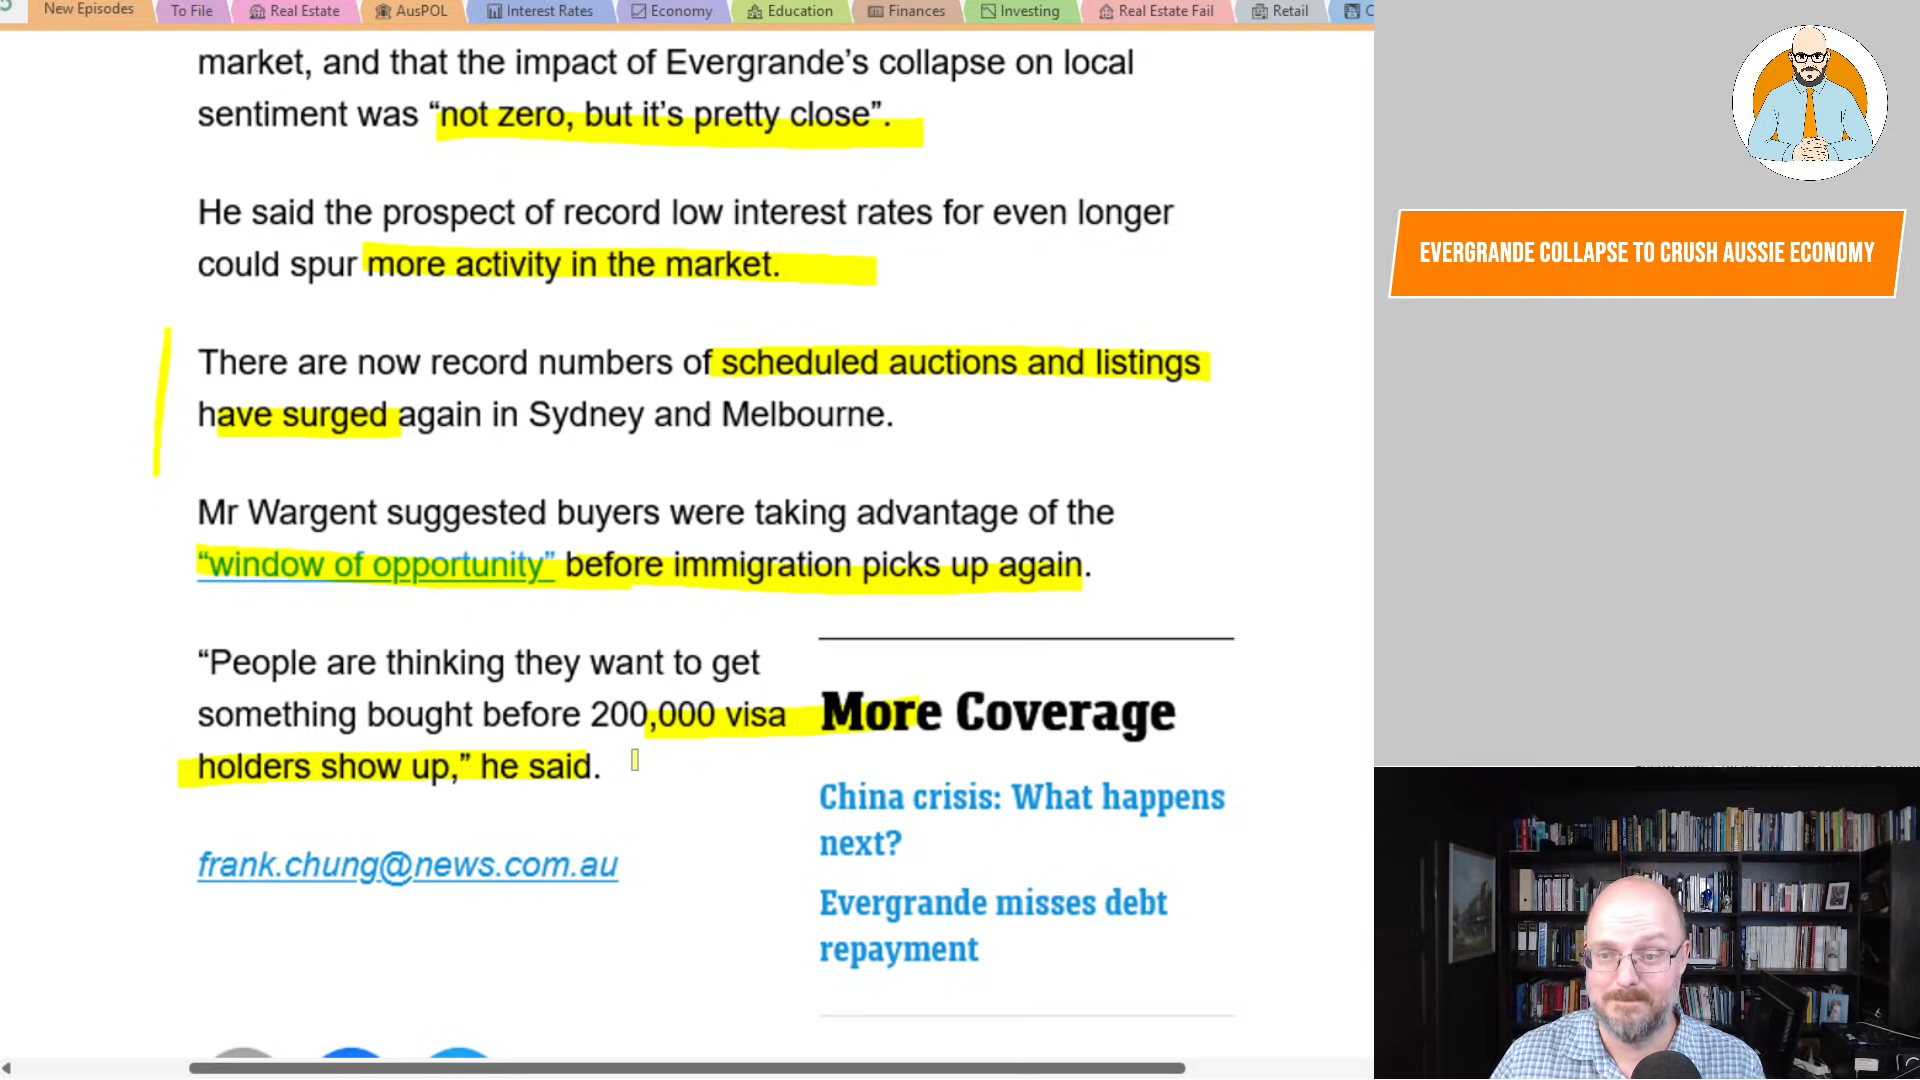 New Episodes
To File
Real Estate
AusPOL
Interest Rates
Economy
Education
Finances
Investing
Real Estate Fail
Retail
market, and that the impact of Evergrande’s collapse on local
sentiment was “not zero, but it’s pretty close”.
He said the prospect of record low interest rates for even longer
could spur more activity in the market.
There are now record numbers of scheduled auctions and listings
have surged again in Sydney and Melbourne.
Mr Wargent suggested buyers were taking advantage of the
“window of opportunity” before immigration picks up again.
“People are thinking they want to get
something bought before 200,000 visa
holders show up,” he said.
frank.chung@news.com.au
More Coverage
China crisis: What happens
next?
Evergrande misses debt
repayment
EVERGRANDE COLLAPSE TO CRUSH AUSSIE ECONOMY